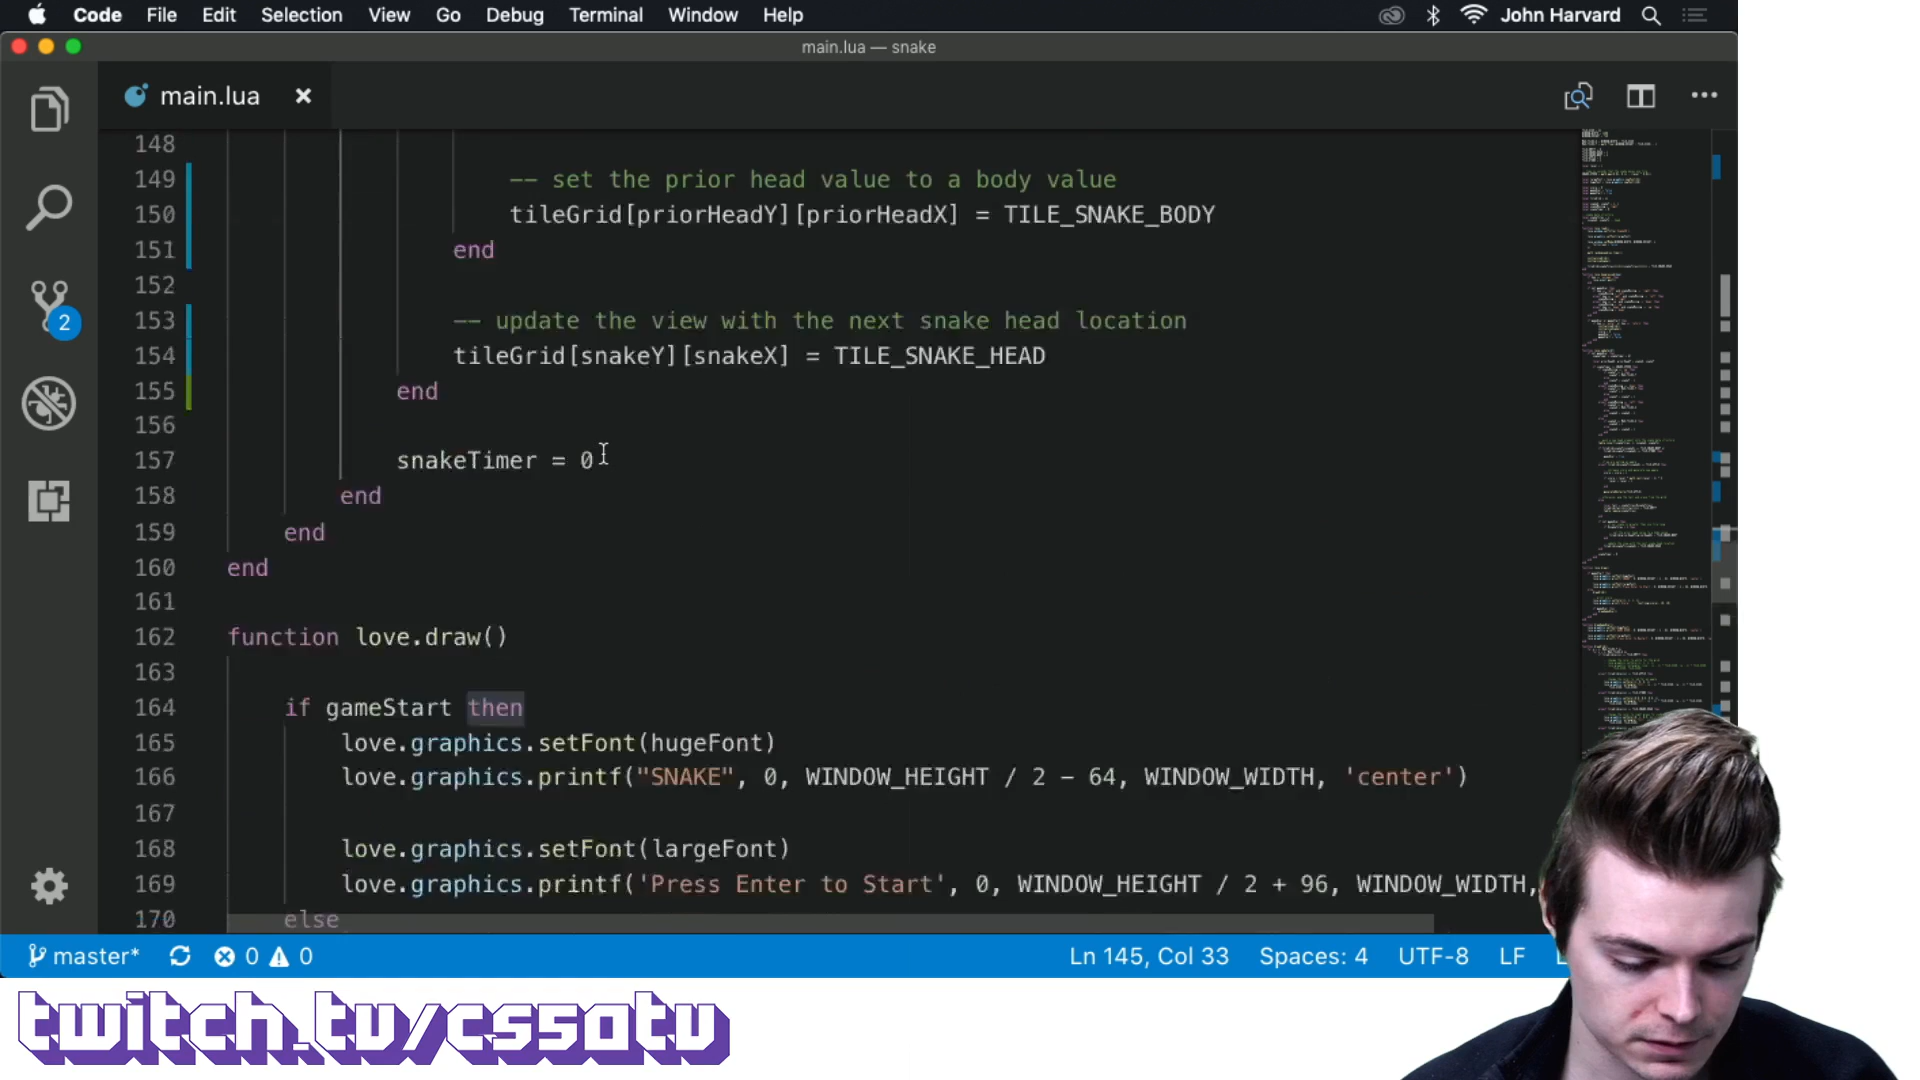 Code File Edit Selection View Go Debug Terminal Window Help John Harvard
main.lua — snake
main.lua
148
149 -- set the prior head value to a body value
150 tileGrid[priorHeadY][priorHeadX] = TILE_SNAKE_BODY
151 end
152
153 -- update the view with the next snake head location
154 tileGrid[snakeY][snakeX] = TILE_SNAKE_HEAD
155 end
156
157 snakeTimer = 0
158 end
159 end
160 end
161
162 function love.draw()
163
164 if gameStart then
165 love.graphics.setFont(hugeFont)
166 love.graphics.printf("SNAKE", 0, WINDOW_HEIGHT / 2 - 64, WINDOW_WIDTH, 'center')
167
168 love.graphics.setFont(largeFont)
169 love.graphics.printf('Press Enter to Start', 0, WINDOW_HEIGHT / 2 + 96, WINDOW_WIDTH,
170 else
2
master* 0 0 Ln 145, Col 33 Spaces: 4 UTF-8 LF
twitch.tv/cs50tv